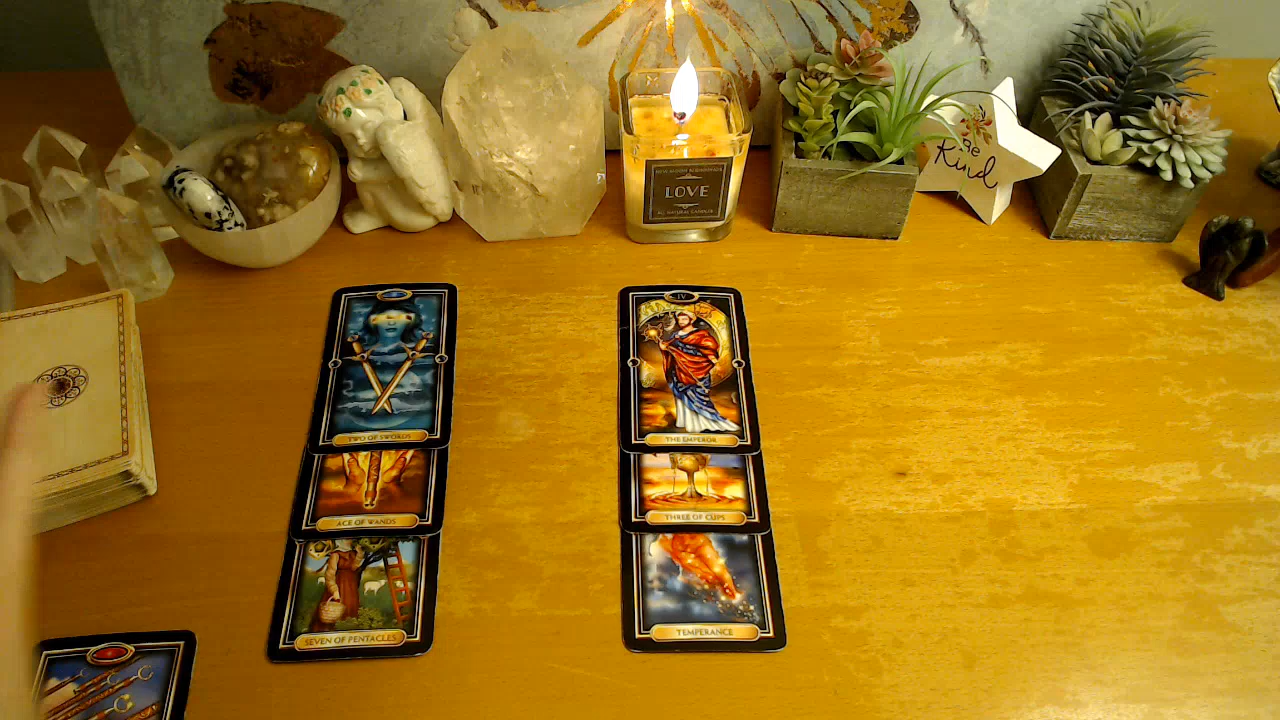 LOVE
Be
Kind
TWO OF SWORDS
ACE OF WANDS
SEVEN OF PENTACLES
IV
THE EMPEROR
THREE OF CUPS
TEMPERANCE